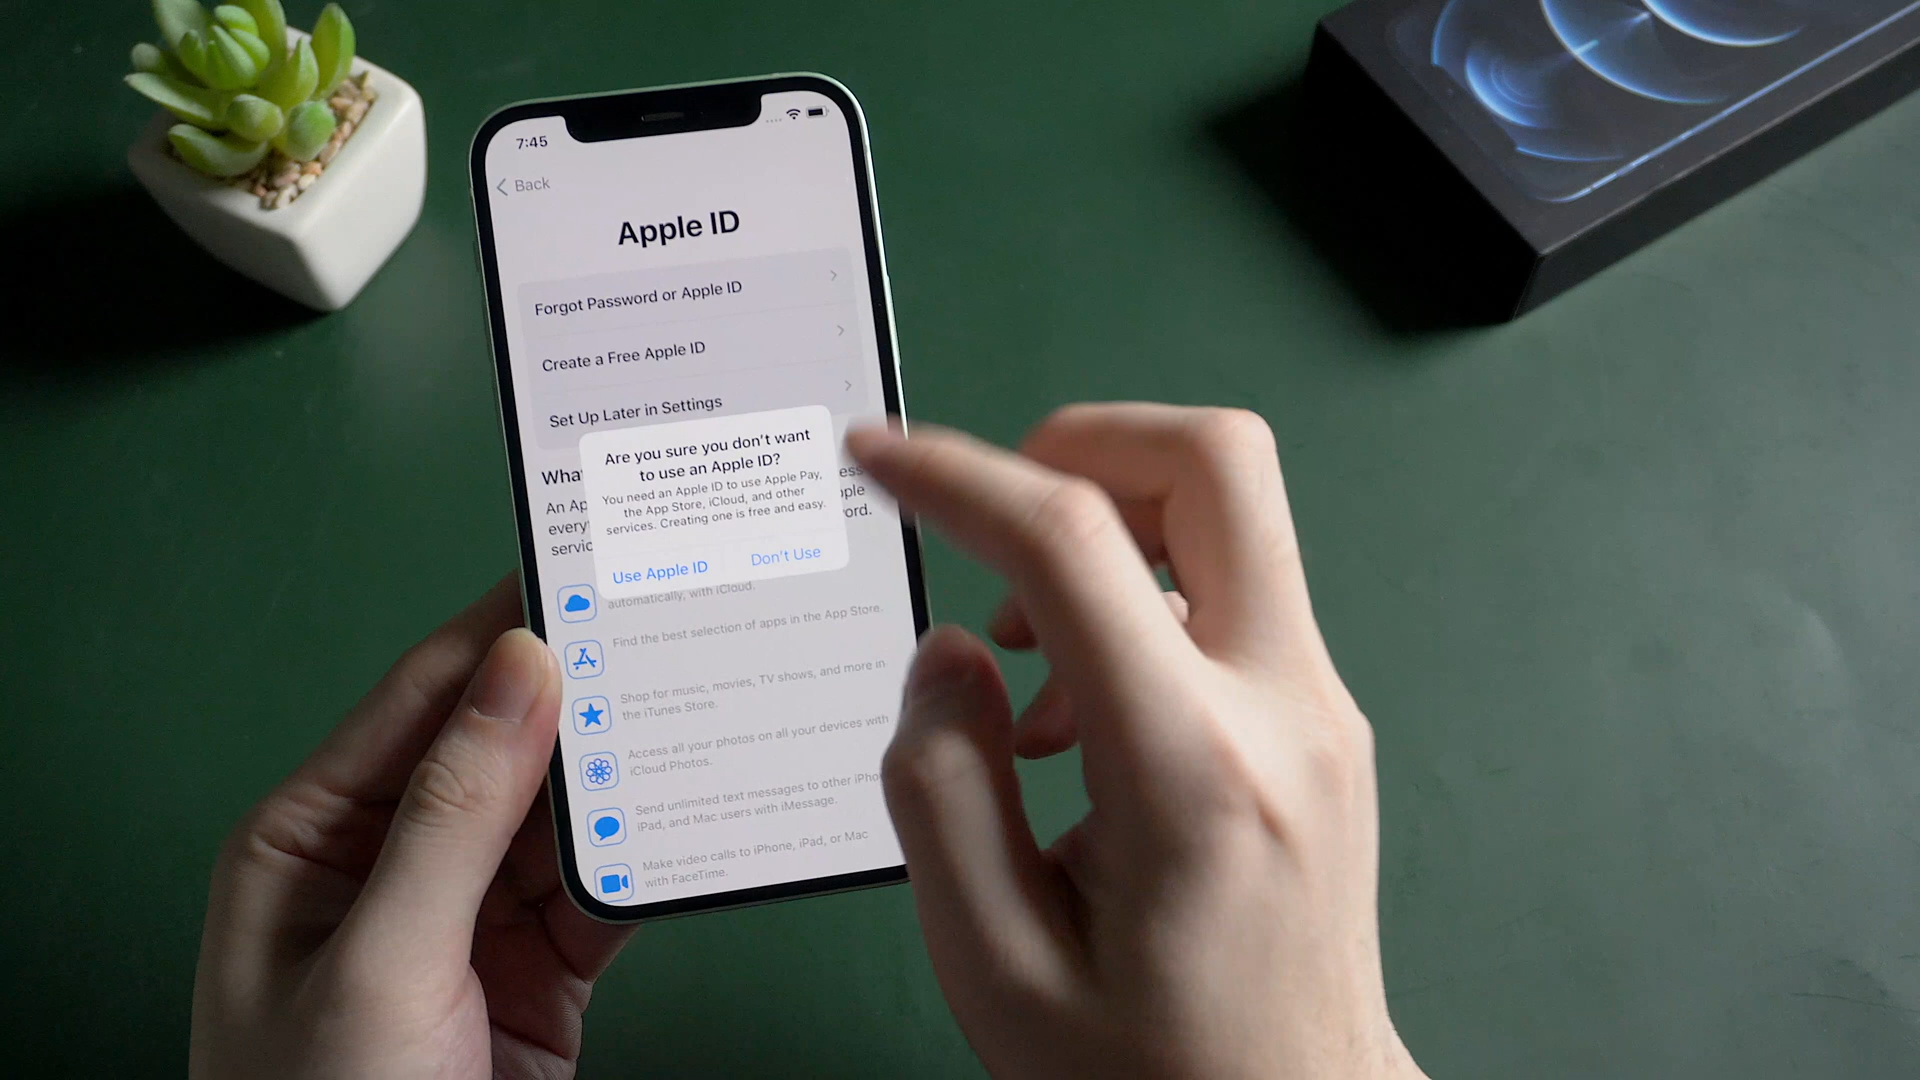 7:45
Back
Apple ID
Forgot Password or Apple ID
Create a Free Apple ID
Set Up Later in Settings
Are you sure you don't want
to use an Apple ID?
You need an Apple ID to use Apple Pay,
the App Store, iCloud, and other
services. Creating one is free and easy.
Use Apple ID
Don't Use
An
every
automatically, with iCloud.
Find the best selection of apps in the App Store.
Shop for music, movies, TV shows, and more in
the iTunes Store.
Access all your photos on all your devices with
iCloud Photos.
Send unlimited text messages to other
iPad, and Mac users with iMessage.
Make video calls to iPhone, iPad, or Mac
with FaceTime.